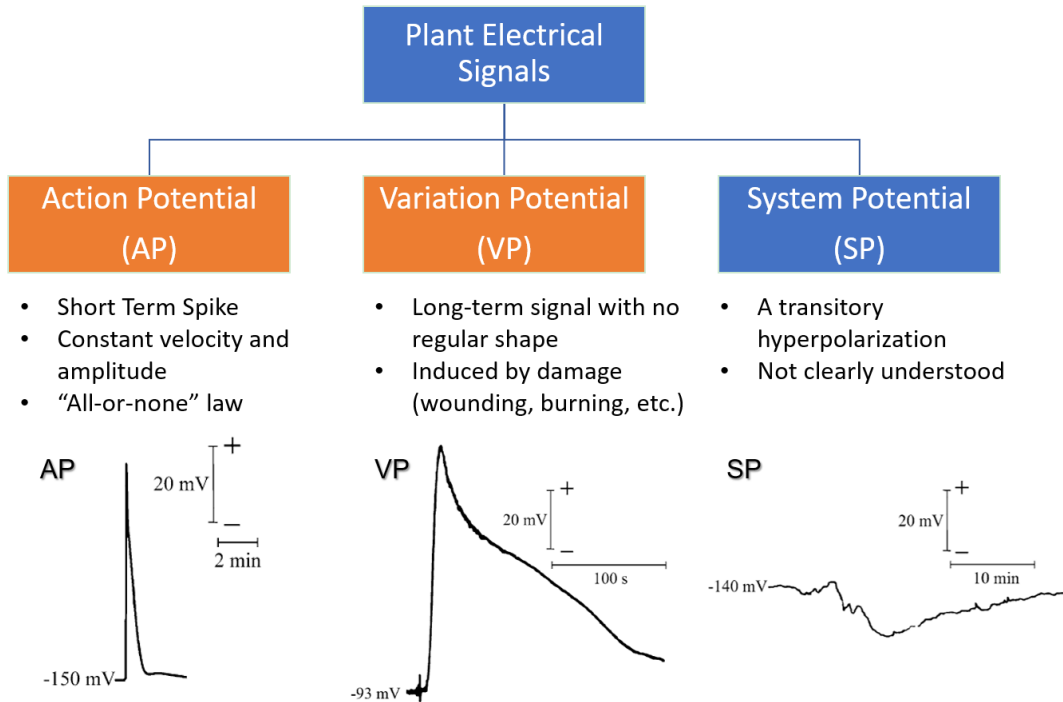 Plant Electrical
Signals
Action Potential
(AP)
Variation Potential
(VP)
System Potential
(SP)
• Short Term Spike
• Constant velocity and
amplitude
• “All-or-none” law
• Long-term signal with no
regular shape
• Induced by damage
(wounding, burning, etc.)
• A transitory
hyperpolarization
• Not clearly understood
AP
+
20 mV
−
2 min
-150 mV
VP
+
20 mV
−
100 s
-93 mV
SP
+
20 mV
−
10 min
-140 mV